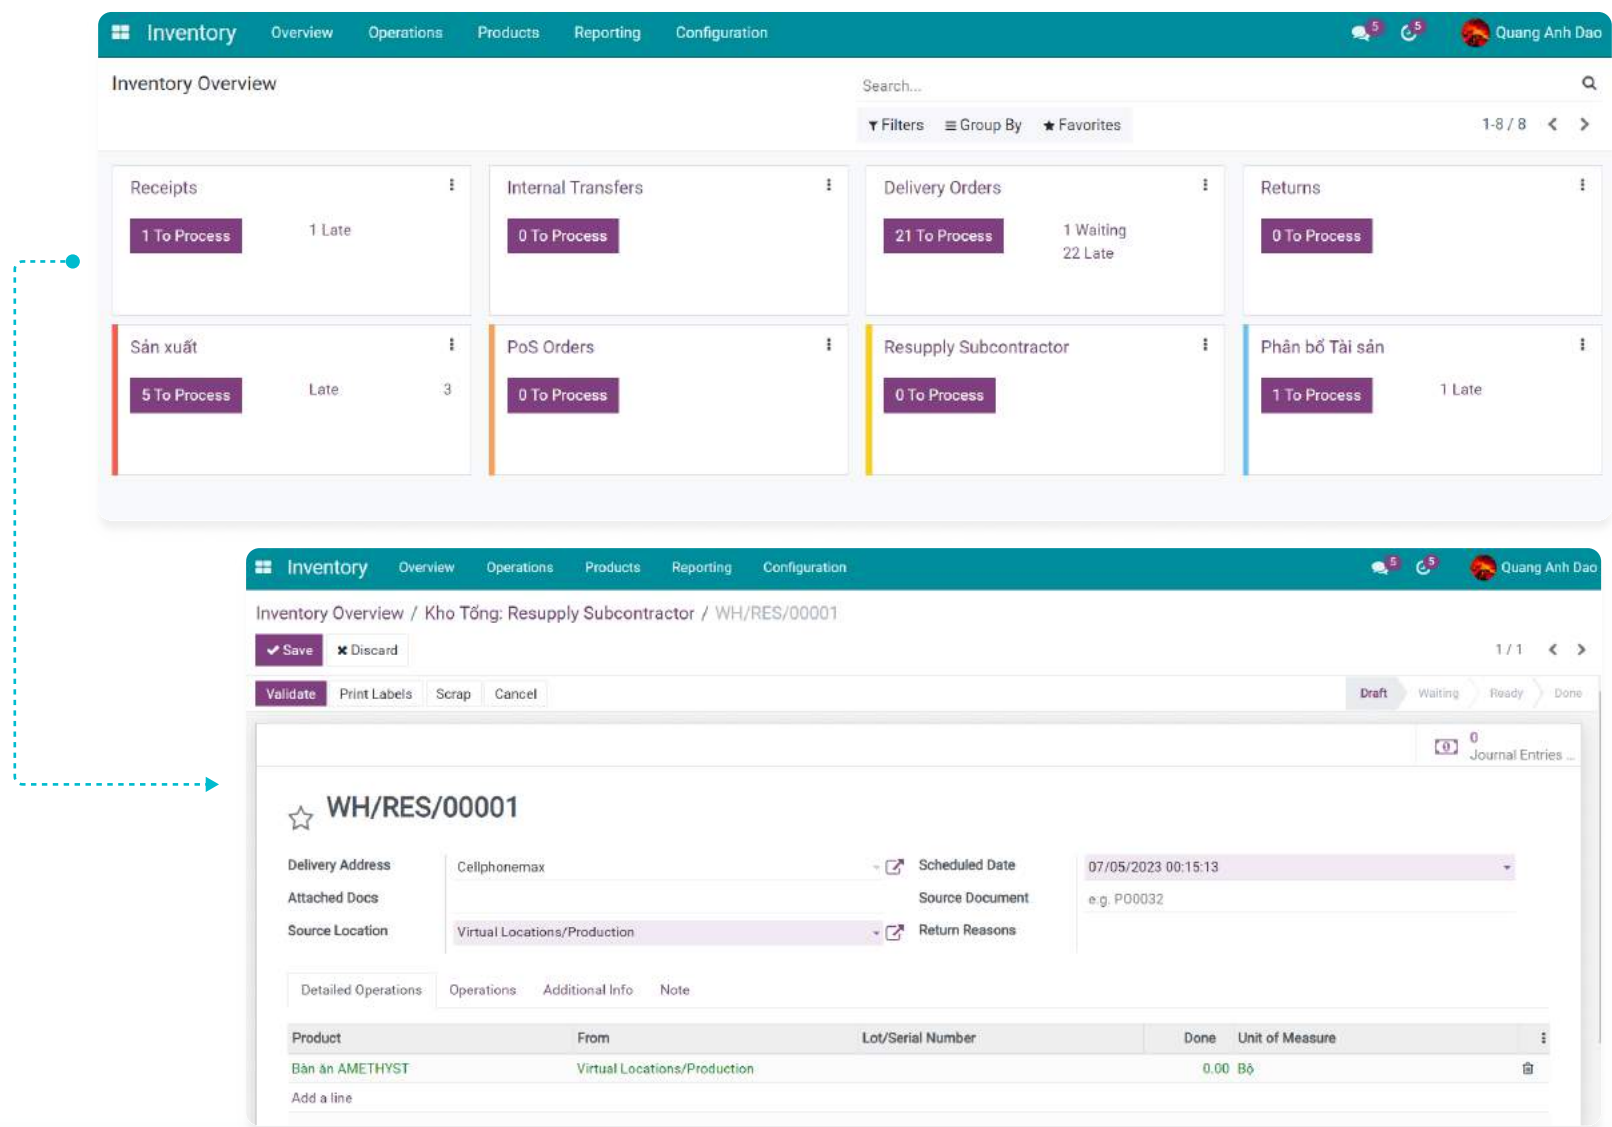 Inventory Overview Operations Products Reporting Configuration 5 5 Quang Anh Dao
Inventory Overview Search...
Filters Group By Favorites 1-8 / 8
Receipts Internal Transfers Delivery Orders Returns
1 To Process 1 Late 0 To Process 21 To Process 1 Waiting 0 To Process
22 Late
Sản xuất PoS Orders Resupply Subcontractor Phân bổ Tài sản
5 To Process Late 3 0 To Process 0 To Process 1 To Process 1 Late
Inventory Overview Operations Products Reporting Configuration 5 5 Quang Anh Dao
Inventory Overview / Kho Tổng: Resupply Subcontractor / WH/RES/00001
Save Discard 1 / 1
Validate Print Labels Scrap Cancel Draft Waiting Ready Done
0
Journal Entries ...
WH/RES/00001
Delivery Address Cellphonemax Scheduled Date 07/05/2023 00:15:13
Attached Docs Source Document e.g. PO0032
Source Location Virtual Locations/Production Return Reasons
Detailed Operations Operations Additional Info Note
Product From Lot/Serial Number Done Unit of Measure
Bàn ăn AMETHYST Virtual Locations/Production 0.00 Bộ
Add a line